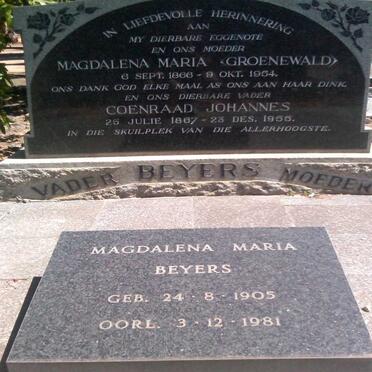 IN LIEFDEVOLLE HERINNERING
AAN
MY DIERBARE EGGENOTE
EN ONS MOEDER
MAGDALENA MARIA (GROENEWALD)
6 SEPT. 1866 - 9 OKT. 1954.
ONS DANK GOD ELKE MAAL AS ONS AAN HAAR DINK.
EN ONS DIERBARE VADER
COENRAAD JOHANNES
25 JULIE 1867 - 23 DES. 1956.
IN DIE SKUILPLEK VAN DIE ALLERHOOGSTE.
VADER BEYERS MOEDER
MAGDALENA MARIA
BEYERS
GEB. 24 - 8 - 1905
OORL. 3 - 12 - 1981